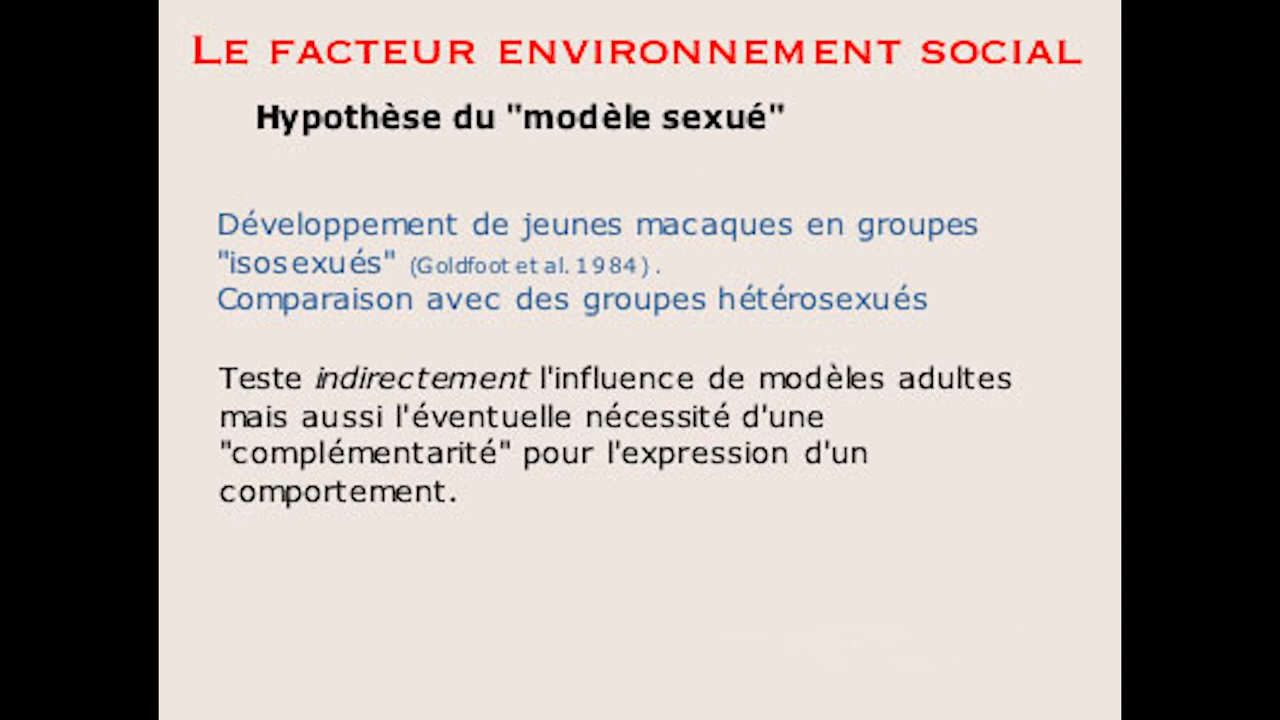 LE FACTEUR ENVIRONNEMENT SOCIAL
Hypothèse du "modèle sexué"
Développement de jeunes macaques en groupes
"isosexués" (Goldfoot et al. 1984).
Comparaison avec des groupes hétérosexués
Teste indirectement l'influence de modèles adultes
mais aussi l'éventuelle nécessité d'une
"complémentarité" pour l'expression d'un
comportement.